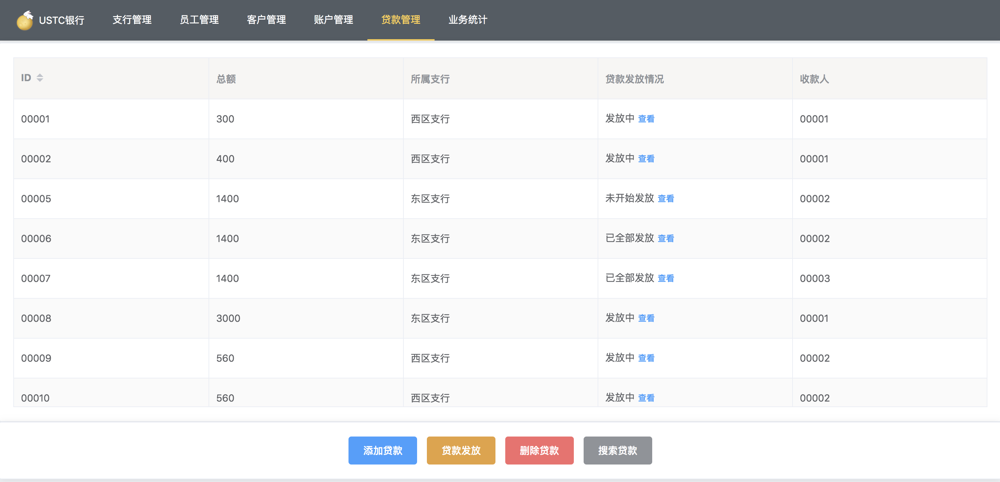 USTC银行 支行管理 员工管理 客户管理 账户管理 贷款管理 业务统计
ID 总额 所属支行 贷款发放情况 收款人
00001 300 西区支行 发放中 查看 00001
00002 400 西区支行 发放中 查看 00001
00005 1400 东区支行 未开始发放 查看 00002
00006 1400 东区支行 已全部发放 查看 00002
00007 1400 东区支行 已全部发放 查看 00003
00008 3000 东区支行 发放中 查看 00001
00009 560 西区支行 发放中 查看 00002
00010 560 西区支行 发放中 查看 00002
添加贷款 贷款发放 删除贷款 搜索贷款